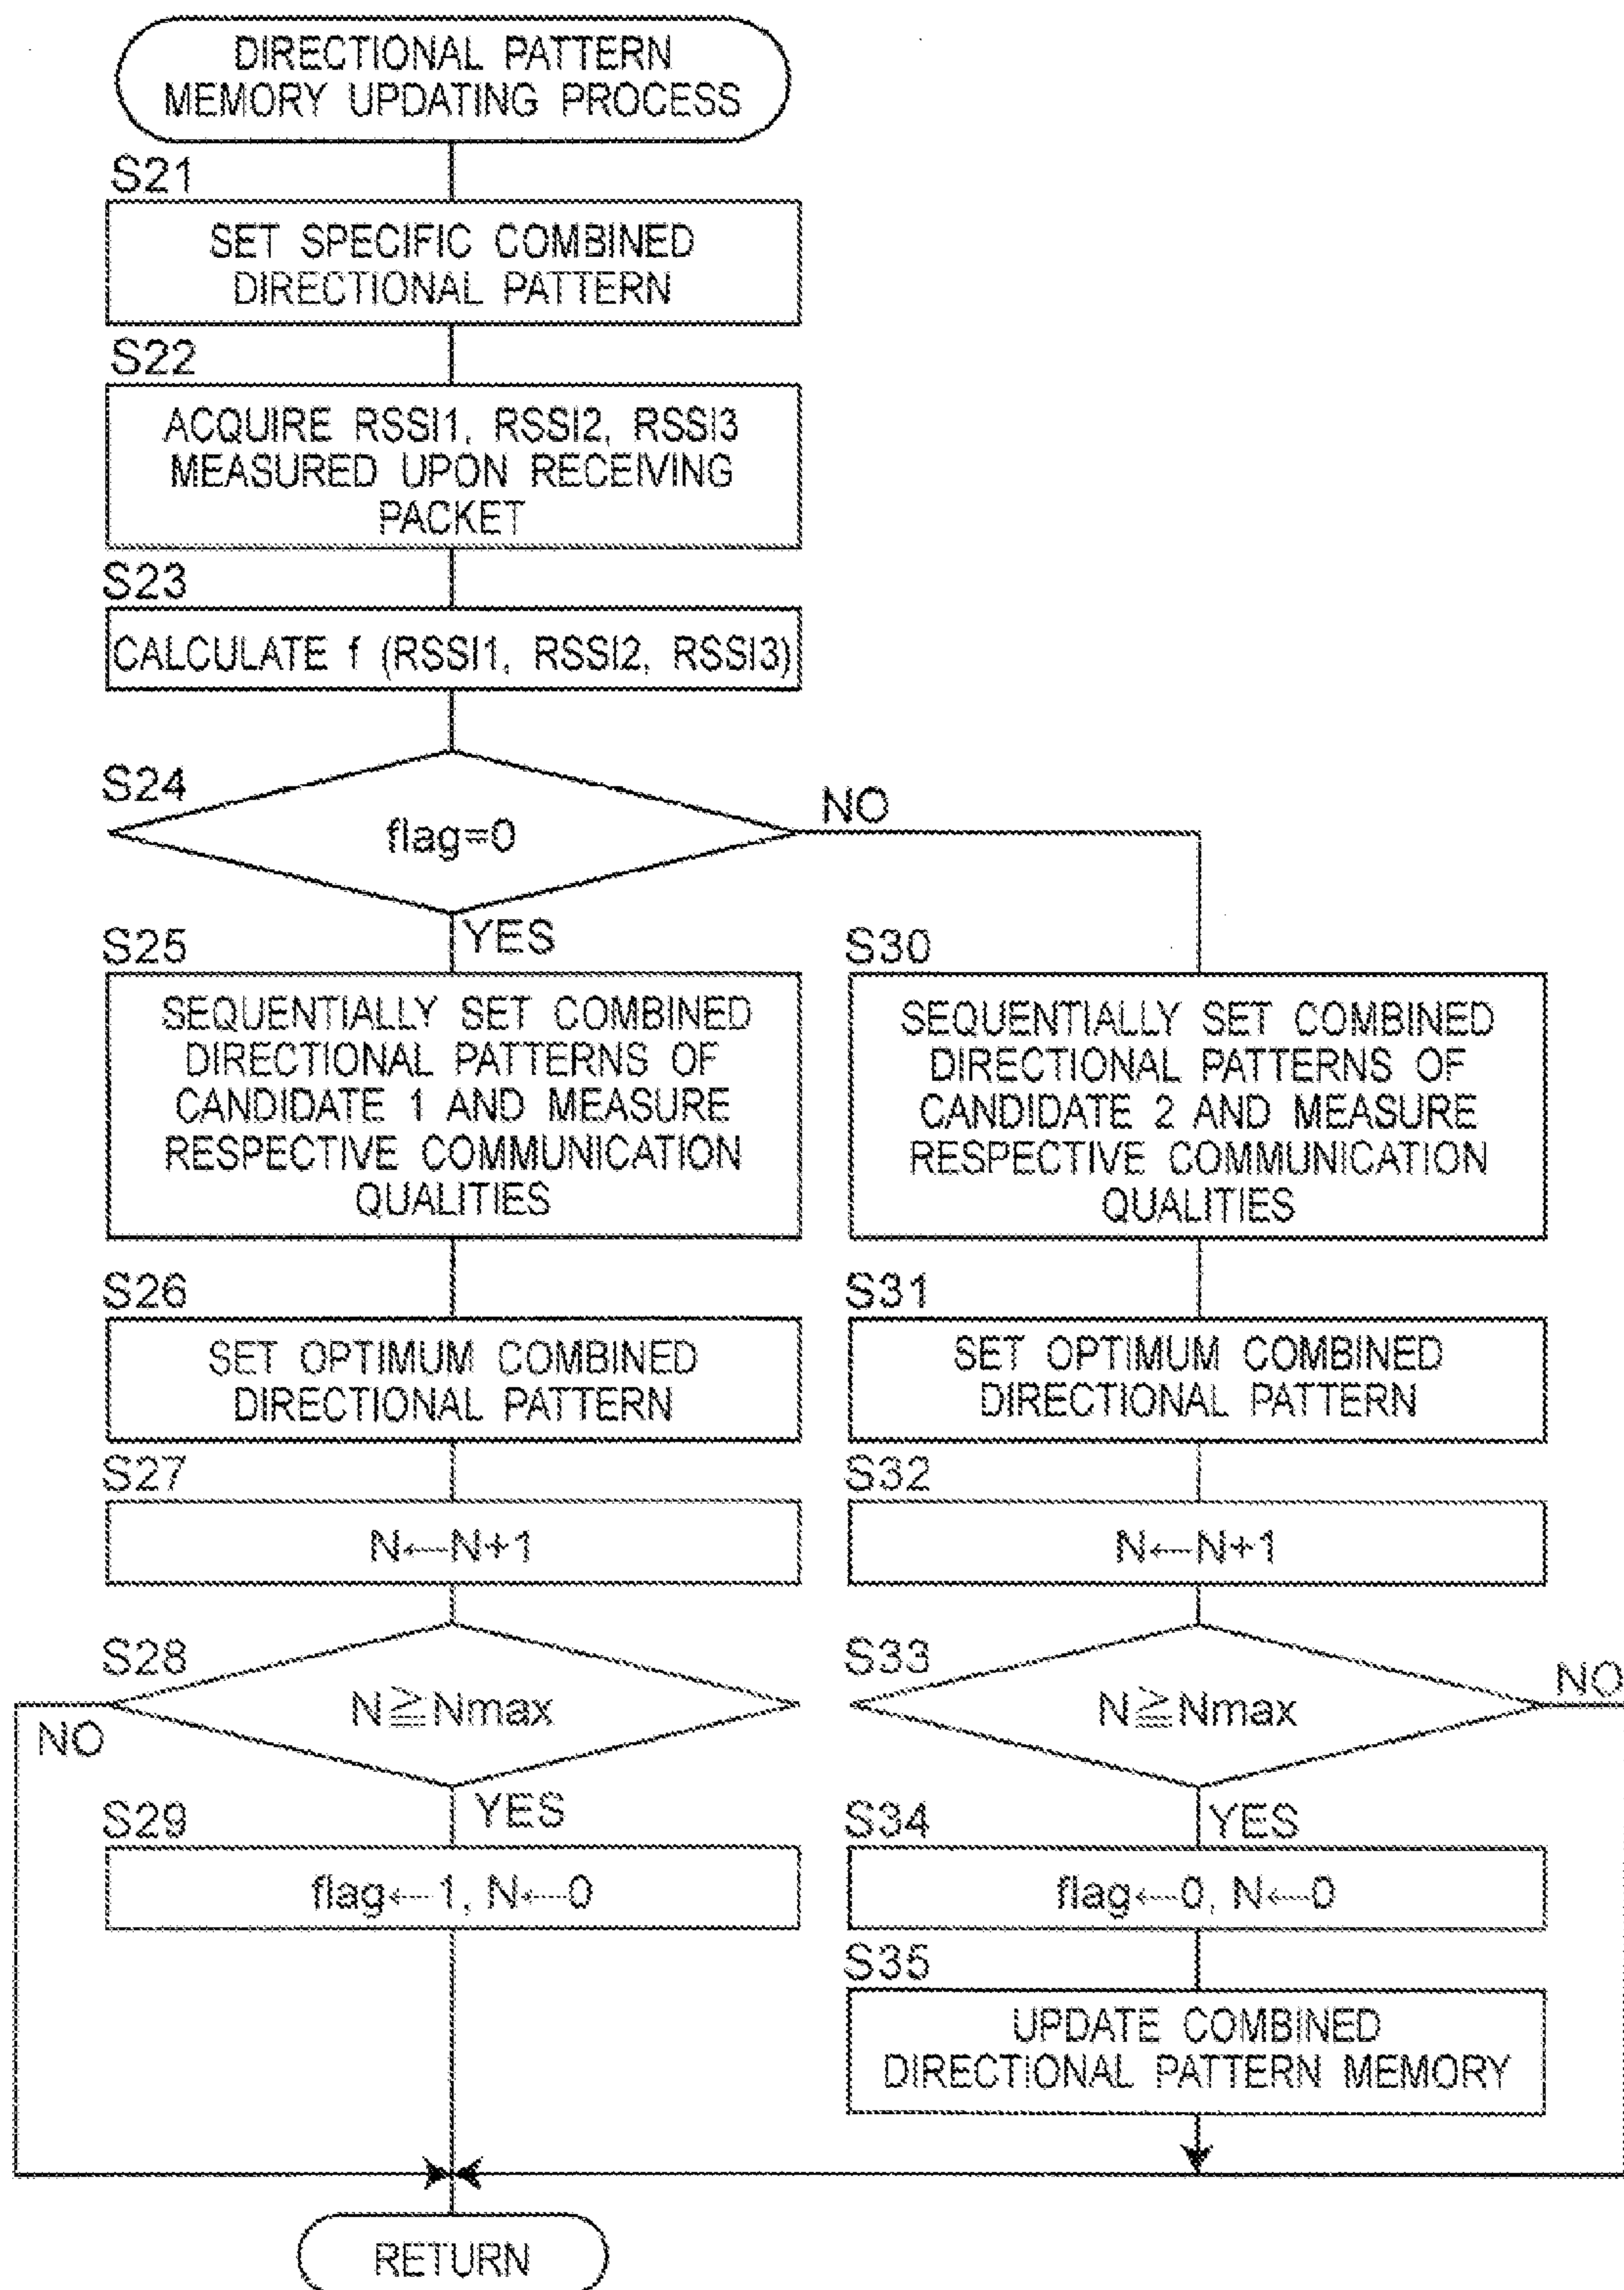 DIRECTIONAL PATTERN
MEMORY UPDATING PROCESS
S21
SET SPECIFIC COMBINED
DIRECTIONAL PATTERN
S22
ACQUIRE RSSI1, RSSI2, RSSI3
MEASURED UPON RECEIVING
PACKET
S23
CALCULATE f (RSSI1, RSSI2, RSSI3)
S24
flag=0
NO
YES
S25
SEQUENTIALLY SET COMBINED
DIRECTIONAL PATTERNS OF
CANDIDATE 1 AND MEASURE
RESPECTIVE COMMUNICATION
QUALITIES
S26
SET OPTIMUM COMBINED
DIRECTIONAL PATTERN
S27
N←N+1
S28
N≧Nmax
NO
YES
S29
flag←1, N←0
S30
SEQUENTIALLY SET COMBINED
DIRECTIONAL PATTERNS OF
CANDIDATE 2 AND MEASURE
RESPECTIVE COMMUNICATION
QUALITIES
S31
SET OPTIMUM COMBINED
DIRECTIONAL PATTERN
S32
N←N+1
S33
N≧Nmax
NO
YES
S34
flag←0, N←0
S35
UPDATE COMBINED
DIRECTIONAL PATTERN MEMORY
RETURN